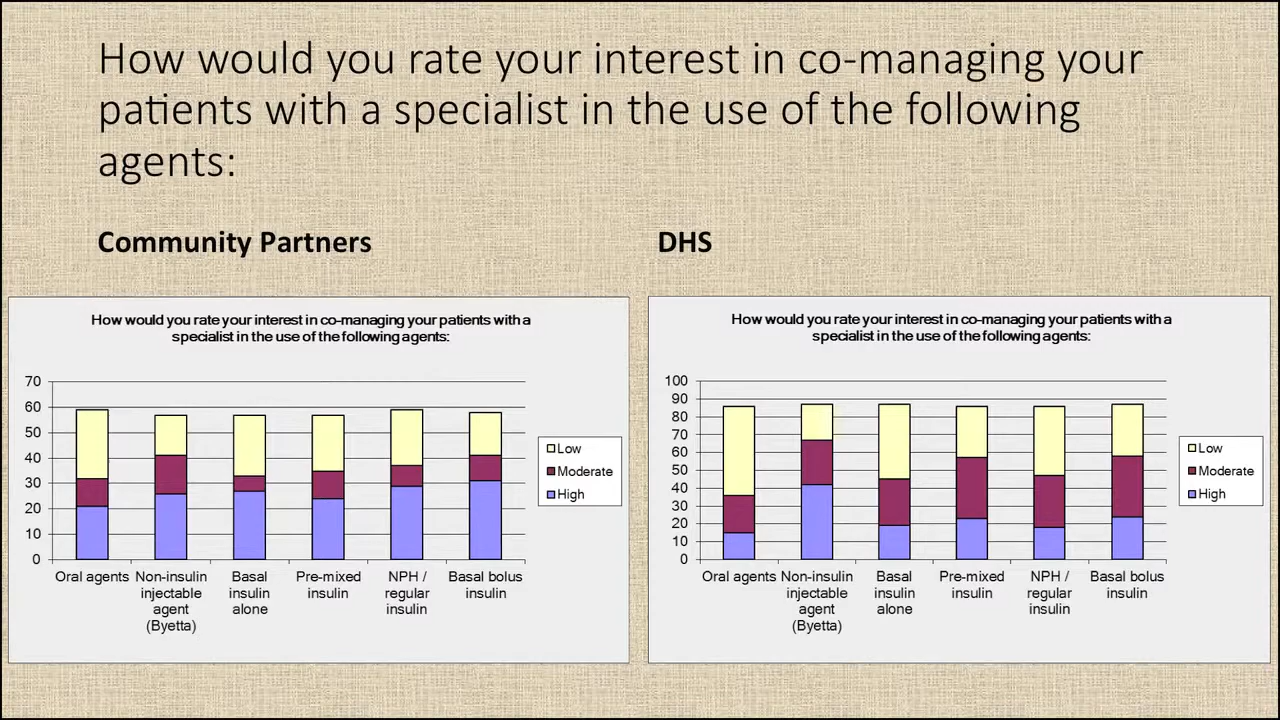 How would you rate your interest in co-managing your
patients with a specialist in the use of the following
agents:
Community Partners
How would you rate your interest in co-managing your patients with a
specialist in the use of the following agents:
70
60
50
40
30
20
10
0
Oral agents
Non-insulin
injectable
agent
(Byetta)
Basal
insulin
alone
Pre-mixed
insulin
NPH /
regular
insulin
Basal bolus
insulin
Low
Moderate
High
DHS
How would you rate your interest in co-managing your patients with a
specialist in the use of the following agents:
100
90
80
70
60
50
40
30
20
10
0
Oral agents
Non-insulin
injectable
agent
(Byetta)
Basal
insulin
alone
Pre-mixed
insulin
NPH /
regular
insulin
Basal bolus
insulin
Low
Moderate
High